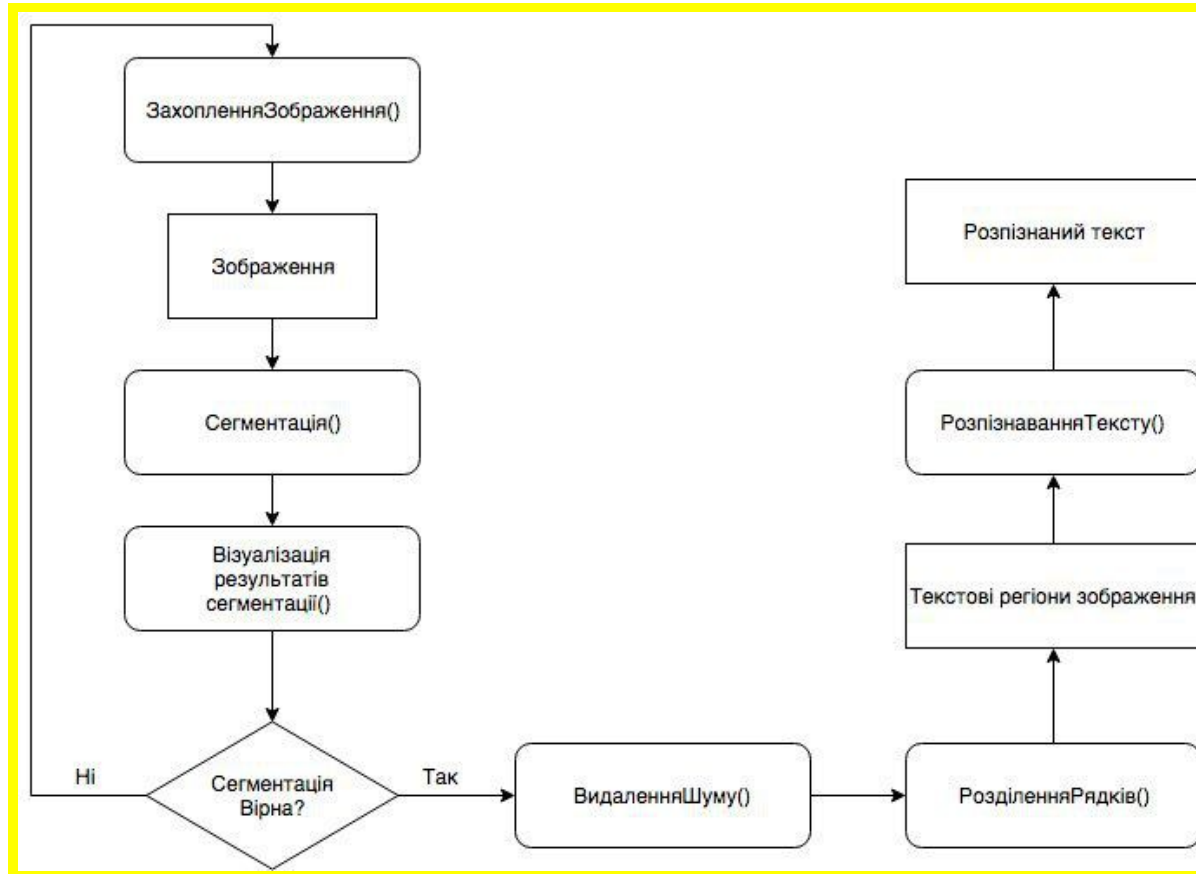 ЗахопленняЗображення()
Зображення
Сегментація()
Візуалізація
результатів
сегментації()
Сегментація
Вірна?
Ні
Так
ВидаленняШуму()
РозділенняРядків()
Текстові регіони зображення
РозпізнаванняТексту()
Розпізнаний текст